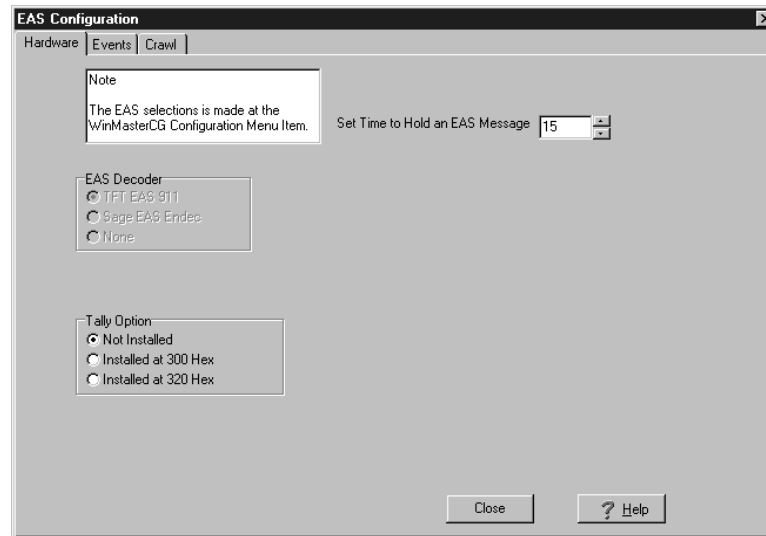 EAS Configuration
Hardware Events Crawl
Note
The EAS selections is made at the
WinMasterCG Configuration Menu Item.
Set Time to Hold an EAS Message 15
EAS Decoder
TFT EAS 911
Sage EAS Endec
None
Tally Option
Not Installed
Installed at 300 Hex
Installed at 320 Hex
Close
? Help